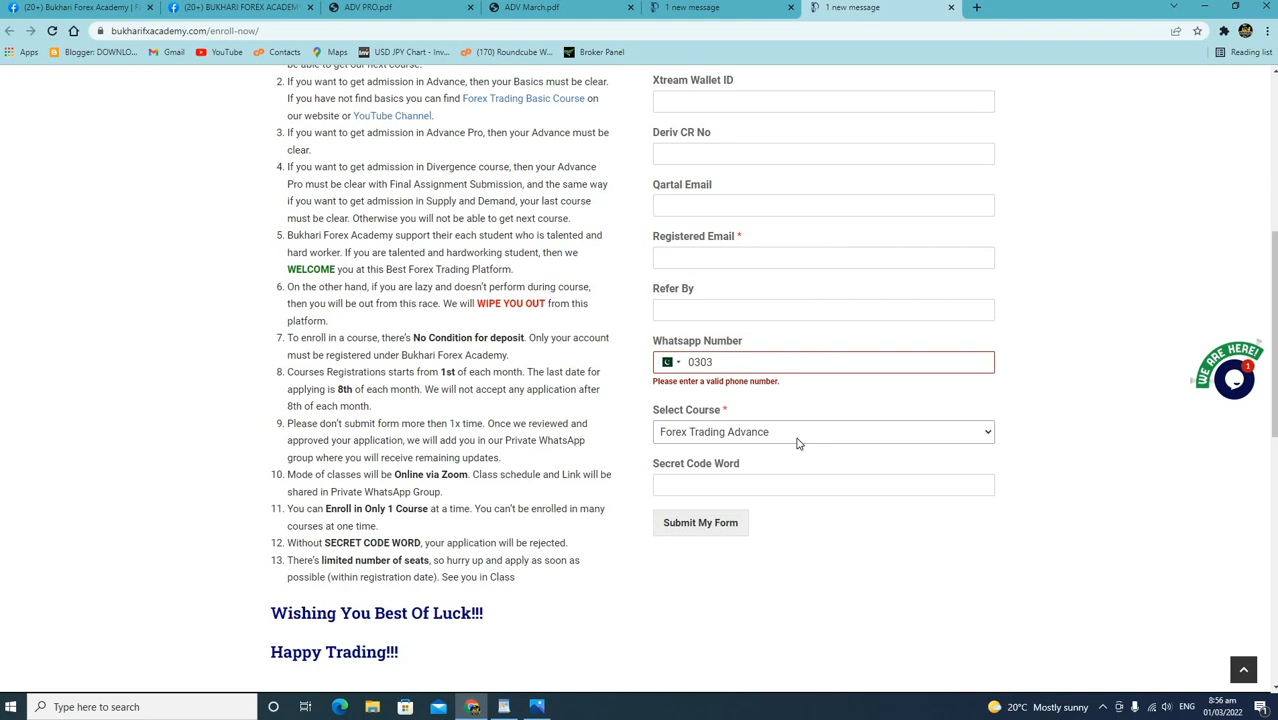 (20+) Bukhari Forex Academy | F
(20+) BUKHARI FOREX ACADEM
ADV PRO.pdf
ADV March.pdf
1 new message
1 new message
bukharifxacademy.com/enroll-now/
Apps
Blogger: DOWNLO...
Gmail
YouTube
Contacts
Maps
USD JPY Chart - Inv...
(170) Roundcube W...
Broker Panel
Reading list
be able to get our next course.
2. If you want to get admission in Advance, then your Basics must be clear.
If you have not find basics you can find Forex Trading Basic Course on
our website or YouTube Channel.
3. If you want to get admission in Advance Pro, then your Advance must be
clear.
4. If you want to get admission in Divergence course, then your Advance
Pro must be clear with Final Assignment Submission, and the same way
if you want to get admission in Supply and Demand, your last course
must be clear. Otherwise you will not be able to get next course.
5. Bukhari Forex Academy support their each student who is talented and
hard worker. If you are talented and hardworking student, then we
WELCOME you at this Best Forex Trading Platform.
6. On the other hand, if you are lazy and doesn't perform during course,
then you will be out from this race. We will WIPE YOU OUT from this
platform.
7. To enroll in a course, there's No Condition for deposit. Only your account
must be registered under Bukhari Forex Academy.
8. Courses Registrations starts from 1st of each month. The last date for
applying is 8th of each month. We will not accept any application after
8th of each month.
9. Please don't submit form more then 1x time. Once we reviewed and
approved your application, we will add you in our Private WhatsApp
group where you will receive remaining updates.
10. Mode of classes will be Online via Zoom. Class schedule and Link will be
shared in Private WhatsApp Group.
11. You can Enroll in Only 1 Course at a time. You can't be enrolled in many
courses at one time.
12. Without SECRET CODE WORD, your application will be rejected.
13. There's limited number of seats, so hurry up and apply as soon as
possible (within registration date). See you in Class
Wishing You Best Of Luck!!!
Happy Trading!!!
Xtream Wallet ID
Deriv CR No
Qartal Email
Registered Email *
Refer By
Whatsapp Number
0303
Please enter a valid phone number.
Select Course *
Forex Trading Advance
Secret Code Word
Submit My Form
WE ARE HERE!
1
Type here to search
20°C Mostly sunny
ENG
8:56 am
01/03/2022
1